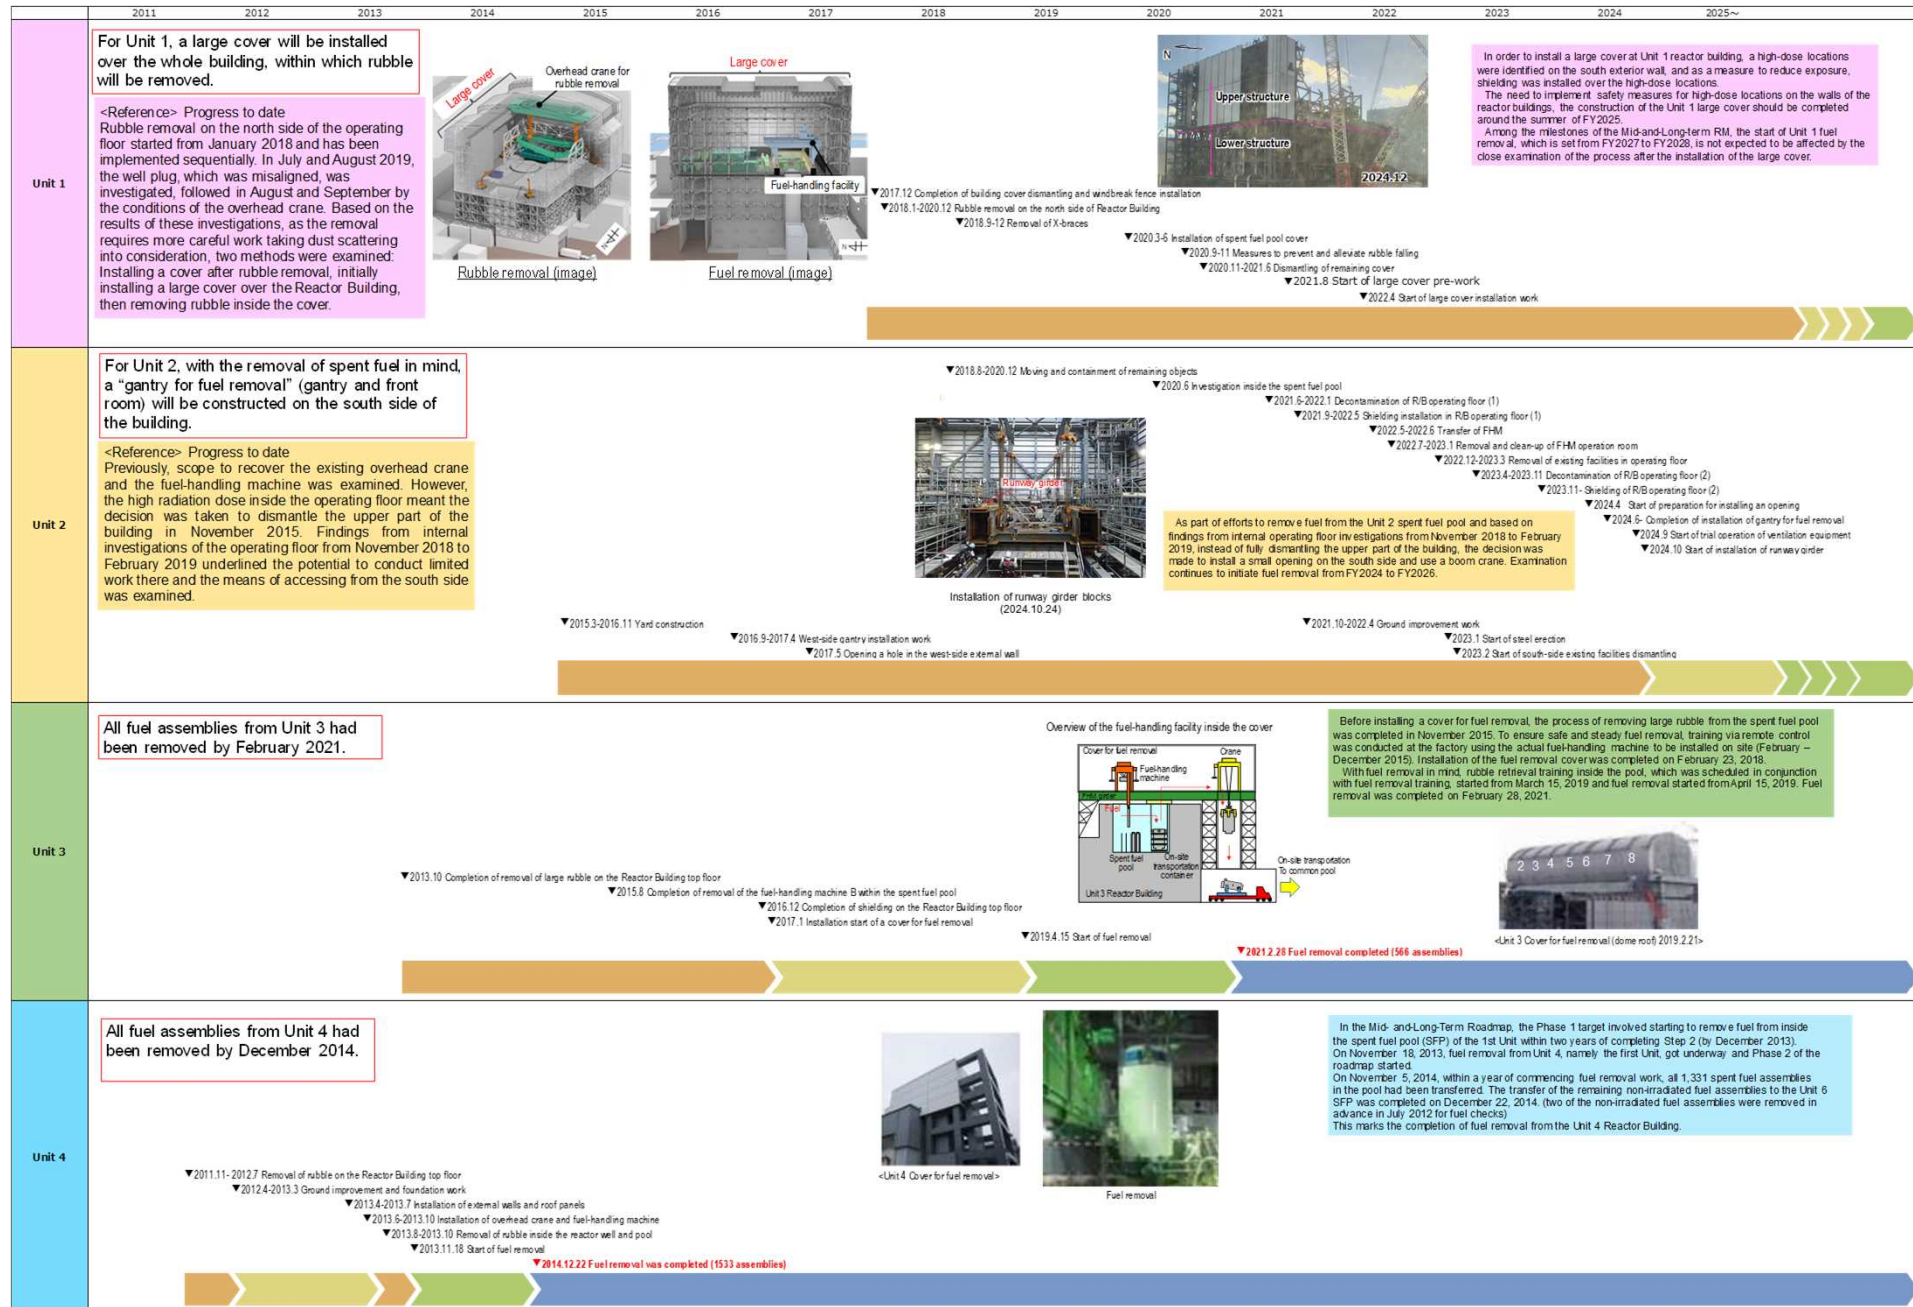 2011 2012 2013 2014 2015 2016 2017 2018 2019 2020 2021 2022 2023 2024 2025~
Unit 1
For Unit 1, a large cover will be installed
over the whole building, within which rubble
will be removed.
<Reference> Progress to date
Rubble removal on the north side of the operating
floor started from January 2018 and has been
implemented sequentially. In July and August 2019,
the well plug, which was misaligned, was
investigated, followed in August and September by
the conditions of the overhead crane. Based on the
results of these investigations, as the removal
requires more careful work taking dust scattering
into consideration, two methods were examined:
Installing a cover after rubble removal, initially
installing a large cover over the Reactor Building,
then removing rubble inside the cover.
Large cover
Overhead crane for
rubble removal
N
Rubble removal (image)
Large cover
Fuel-handling facility
N
Fuel removal (image)
N
Upper structure
Lower structure
2024.12
In order to install a large cover at Unit 1 reactor building, a high-dose locations
were identified on the south exterior wall, and as a measure to reduce exposure,
shielding was installed over the high-dose locations.
The need to implement safety measures for high-dose locations on the walls of the
reactor buildings, the construction of the Unit 1 large cover should be completed
around the summer of FY2025.
Among the milestones of the Mid-and-Long-term RM, the start of Unit 1 fuel
removal, which is set from FY2027 to FY2028, is not expected to be affected by the
close examination of the process after the installation of the large cover.
▼2017.12 Completion of building cover dismantling and windbreak fence installation
▼2018.1-2020.12 Rubble removal on the north side of Reactor Building
▼2018.9-12 Removal of X-braces
▼2020.3-6 Installation of spent fuel pool cover
▼2020.9-11 Measures to prevent and alleviate rubble falling
▼2020.11-2021.6 Dismantling of remaining cover
▼2021.8 Start of large cover pre-work
▼2022.4 Start of large cover installation work
Unit 2
For Unit 2, with the removal of spent fuel in mind,
a “gantry for fuel removal” (gantry and front
room) will be constructed on the south side of
the building.
<Reference> Progress to date
Previously, scope to recover the existing overhead crane
and the fuel-handling machine was examined. However,
the high radiation dose inside the operating floor meant the
decision was taken to dismantle the upper part of the
building in November 2015. Findings from internal
investigations of the operating floor from November 2018 to
February 2019 underlined the potential to conduct limited
work there and the means of accessing from the south side
was examined.
▼2018.8-2020.12 Moving and containment of remaining objects
▼2020.6 Investigation inside the spent fuel pool
▼2021.6-2022.1 Decontamination of R/B operating floor (1)
▼2021.9-2022.5 Shielding installation in R/B operating floor (1)
▼2022.5-2022.6 Transfer of FHM
▼2022.7-2023.1 Removal and clean-up of FHM operation room
▼2022.12-2023.3 Removal of existing facilities in operating floor
▼2023.4-2023.11 Decontamination of R/B operating floor (2)
▼2023.11- Shielding of R/B operating floor (2)
▼2024.4 Start of preparation for installing an opening
▼2024.6- Completion of installation of gantry for fuel removal
▼2024.9 Start of trial operation of ventilation equipment
▼2024.10 Start of installation of runway girder
Runway girder
Installation of runway girder blocks
(2024.10.24)
As part of efforts to remove fuel from the Unit 2 spent fuel pool and based on
findings from internal operating floor investigations from November 2018 to February
2019, instead of fully dismantling the upper part of the building, the decision was
made to install a small opening on the south side and use a boom crane. Examination
continues to initiate fuel removal from FY2024 to FY2026.
▼2015.3-2016.11 Yard construction
▼2016.9-2017.4 West-side gantry installation work
▼2017.5 Opening a hole in the west-side external wall
▼2021.10-2022.4 Ground improvement work
▼2023.1 Start of steel erection
▼2023.2 Start of south-side existing facilities dismantling
Unit 3
All fuel assemblies from Unit 3 had
been removed by February 2021.
Overview of the fuel-handling facility inside the cover
Cover for fuel removal
Crane
Fuel-handling
machine
FHM girder
Fuel
Spent fuel
pool
On-site
transportation
container
Unit 3 Reactor Building
On-site transportation
To common pool
Before installing a cover for fuel removal, the process of removing large rubble from the spent fuel pool
was completed in November 2015. To ensure safe and steady fuel removal, training via remote control
was conducted at the factory using the actual fuel-handling machine to be installed on site (February –
December 2015). Installation of the fuel removal cover was completed on February 23, 2018.
With fuel removal in mind, rubble retrieval training inside the pool, which was scheduled in conjunction
with fuel removal training, started from March 15, 2019 and fuel removal started from April 15, 2019. Fuel
removal was completed on February 28, 2021.
2 3 4 5 6 7 8
<Unit 3 Cover for fuel removal (dome roof) 2019.2.21>
▼2013.10 Completion of removal of large rubble on the Reactor Building top floor
▼2015.8 Completion of removal of the fuel-handling machine B within the spent fuel pool
▼2016.12 Completion of shielding on the Reactor Building top floor
▼2017.1 Installation start of a cover for fuel removal
▼2019.4.15 Start of fuel removal
▼2021.2.28 Fuel removal completed (566 assemblies)
Unit 4
All fuel assemblies from Unit 4 had
been removed by December 2014.
<Unit 4 Cover for fuel removal>
Fuel removal
In the Mid- and-Long-Term Roadmap, the Phase 1 target involved starting to remove fuel from inside
the spent fuel pool (SFP) of the 1st Unit within two years of completing Step 2 (by December 2013).
On November 18, 2013, fuel removal from Unit 4, namely the first Unit, got underway and Phase 2 of the
roadmap started.
On November 5, 2014, within a year of commencing fuel removal work, all 1,331 spent fuel assemblies
in the pool had been transferred. The transfer of the remaining non-irradiated fuel assemblies to the Unit 6
SFP was completed on December 22, 2014. (two of the non-irradiated fuel assemblies were removed in
advance in July 2012 for fuel checks)
This marks the completion of fuel removal from the Unit 4 Reactor Building.
▼2011.11- 2012.7 Removal of rubble on the Reactor Building top floor
▼2012.4-2013.3 Ground improvement and foundation work
▼2013.4-2013.7 Installation of external walls and roof panels
▼2013.6-2013.10 Installation of overhead crane and fuel-handling machine
▼2013.8-2013.10 Removal of rubble inside the reactor well and pool
▼2013.11.18 Start of fuel removal
▼2014.12.22 Fuel removal was completed (1533 assemblies)